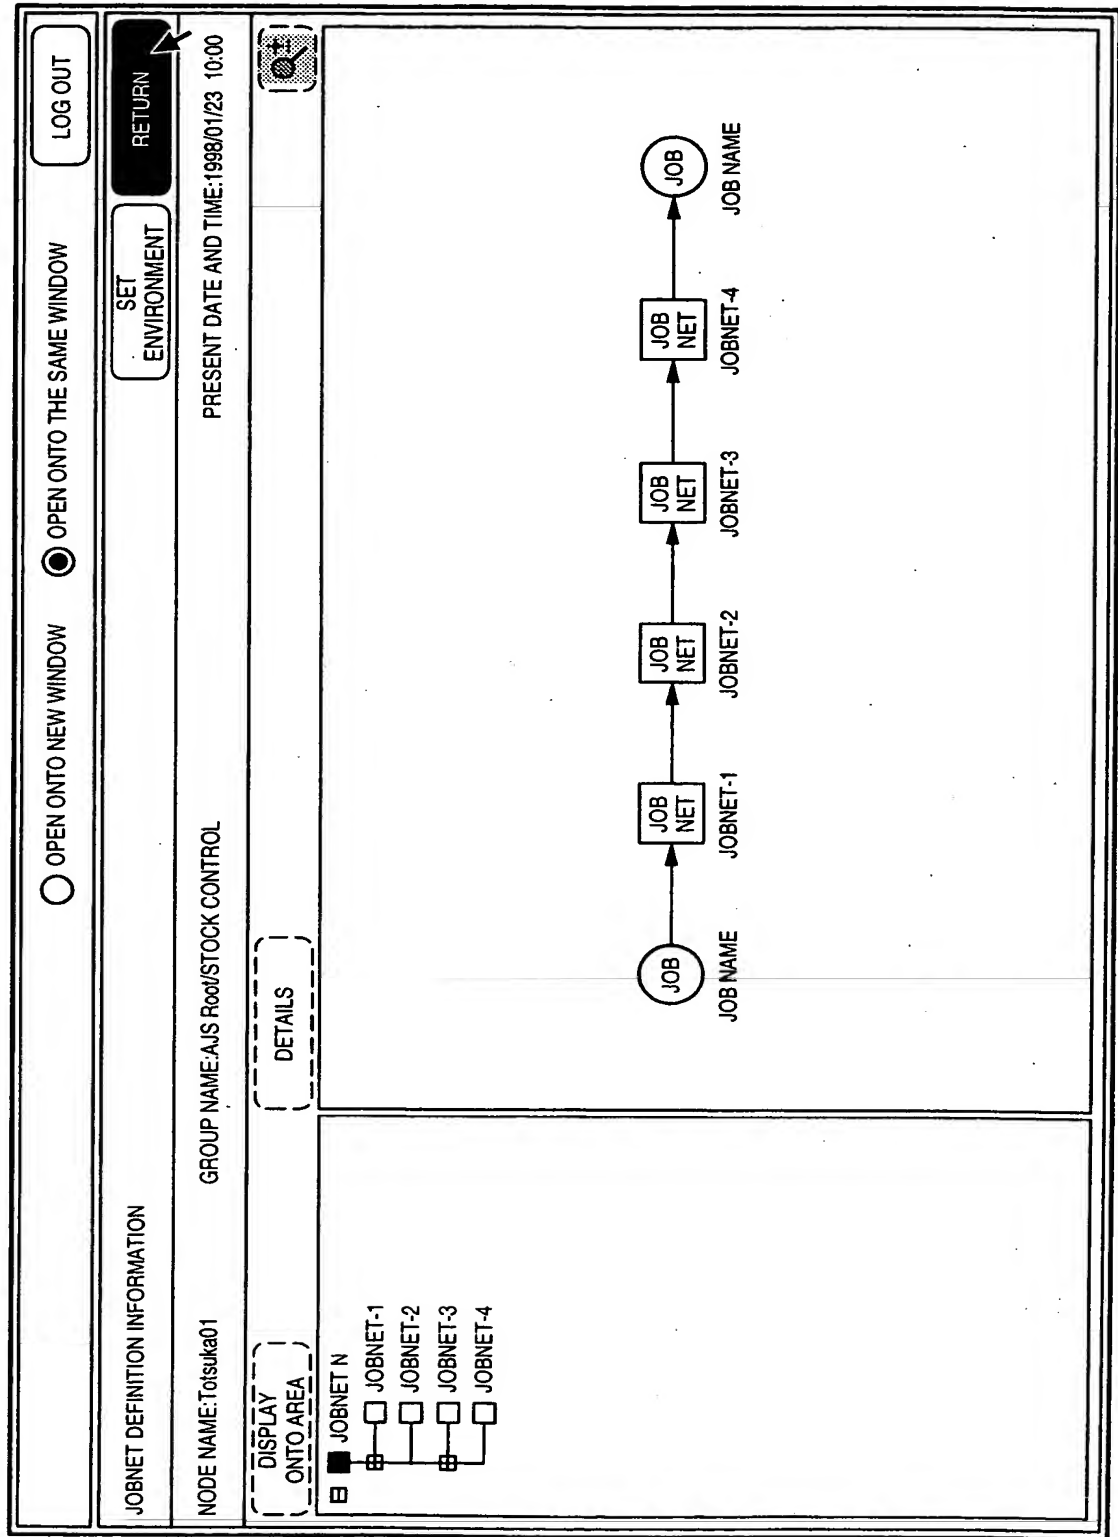 OPEN ONTO NEW WINDOW
OPEN ONTO THE SAME WINDOW
LOG OUT
JOBNET DEFINITION INFORMATION
SET
ENVIRONMENT
RETURN
NODE NAME:Totsuka01
GROUP NAME:AJS Root/STOCK CONTROL
PRESENT DATE AND TIME:1998/01/23 10:00
DISPLAY
ONTO AREA
DETAILS
JOBNET N
JOBNET-1
JOBNET-2
JOBNET-3
JOBNET-4
JOB
JOB NAME
JOB
NET
JOBNET-1
JOB
NET
JOBNET-2
JOB
NET
JOBNET-3
JOB
NET
JOBNET-4
JOB
JOB NAME